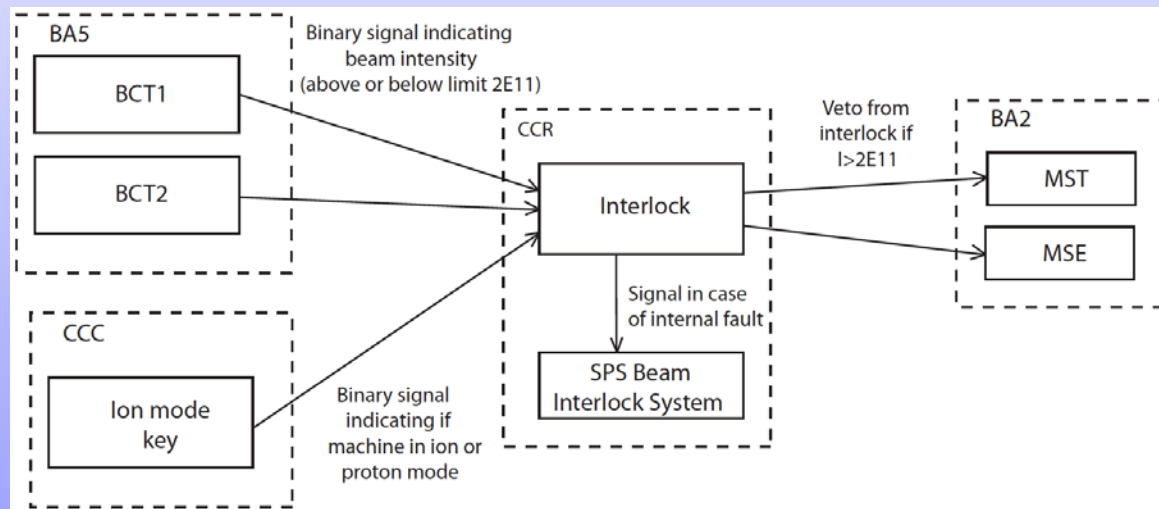 BA5
BCT1
BCT2
Binary signal indicating
beam intensity
(above or below limit 2E11)
CCC
Ion mode
key
Binary signal
indicating if
machine in ion or
proton mode
CCR
Interlock
Signal in case
of internal fault
SPS Beam
Interlock System
Veto from
interlock if
I>2E11
BA2
MST
MSE